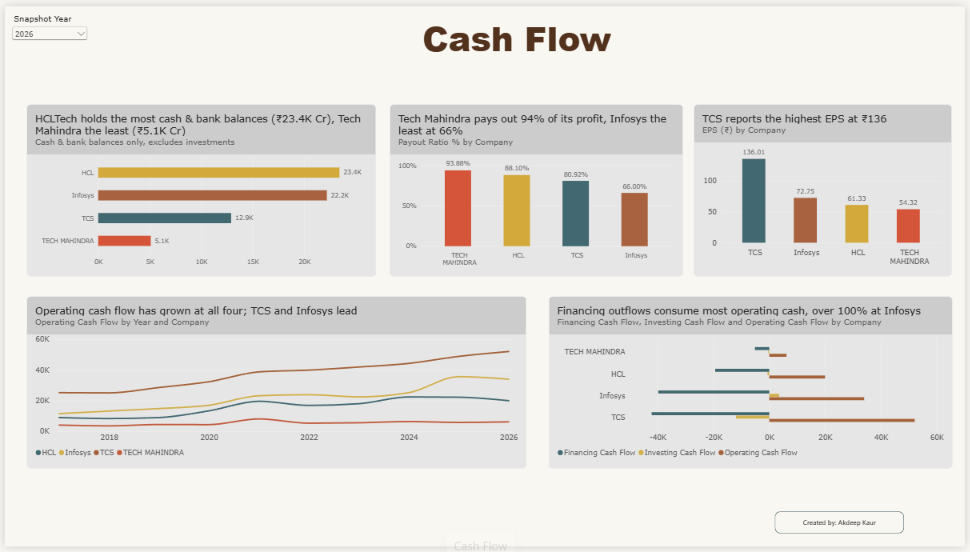 Snapshot Year
2026
Cash Flow
HCLTech holds the most cash & bank balances (₹23.4K Cr), Tech
Mahindra the least (₹5.1K Cr)
Cash & bank balances only, excludes investments
HCL
23.4K
Infosys
22.2K
TCS
12.9K
TECH MAHINDRA
5.1K
0K 5K 10K 15K 20K
Tech Mahindra pays out 94% of its profit, Infosys the
least at 66%
Payout Ratio % by Company
100%
50%
0%
93.88%
88.10%
80.92%
66.00%
TECH
MAHINDRA
HCL
TCS
Infosys
TCS reports the highest EPS at ₹136
EPS (₹) by Company
100
50
0
136.01
72.75
61.33
54.32
TCS
Infosys
HCL
TECH
MAHINDRA
Operating cash flow has grown at all four; TCS and Infosys lead
Operating Cash Flow by Year and Company
60K
40K
20K
0K
2018 2020 2022 2024 2026
HCL Infosys TCS TECH MAHINDRA
Financing outflows consume most operating cash, over 100% at Infosys
Financing Cash Flow, Investing Cash Flow and Operating Cash Flow by Company
TECH MAHINDRA
HCL
Infosys
TCS
-40K -20K 0K 20K 40K 60K
Financing Cash Flow Investing Cash Flow Operating Cash Flow
Created by: Akdeep Kaur
Cash Flow